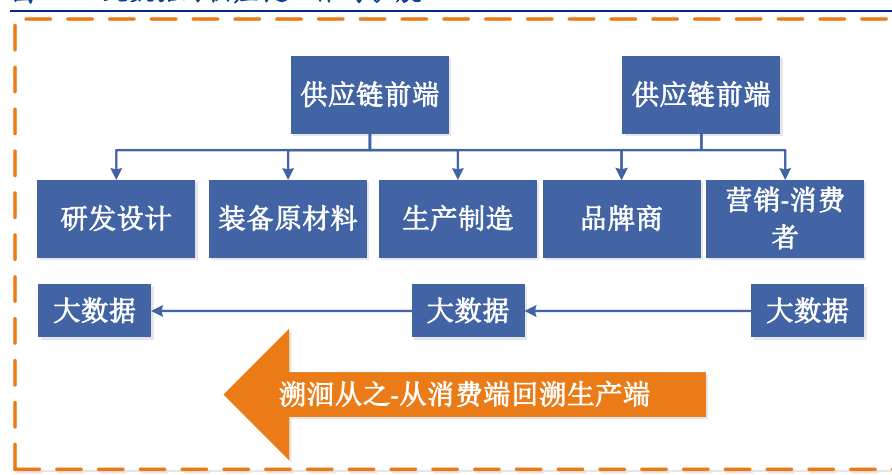 供应链前端
供应链前端
研发设计
装备原材料
生产制造
品牌商
营销-消费
者
大数据
大数据
大数据
溯洄从之-从消费端回溯生产端